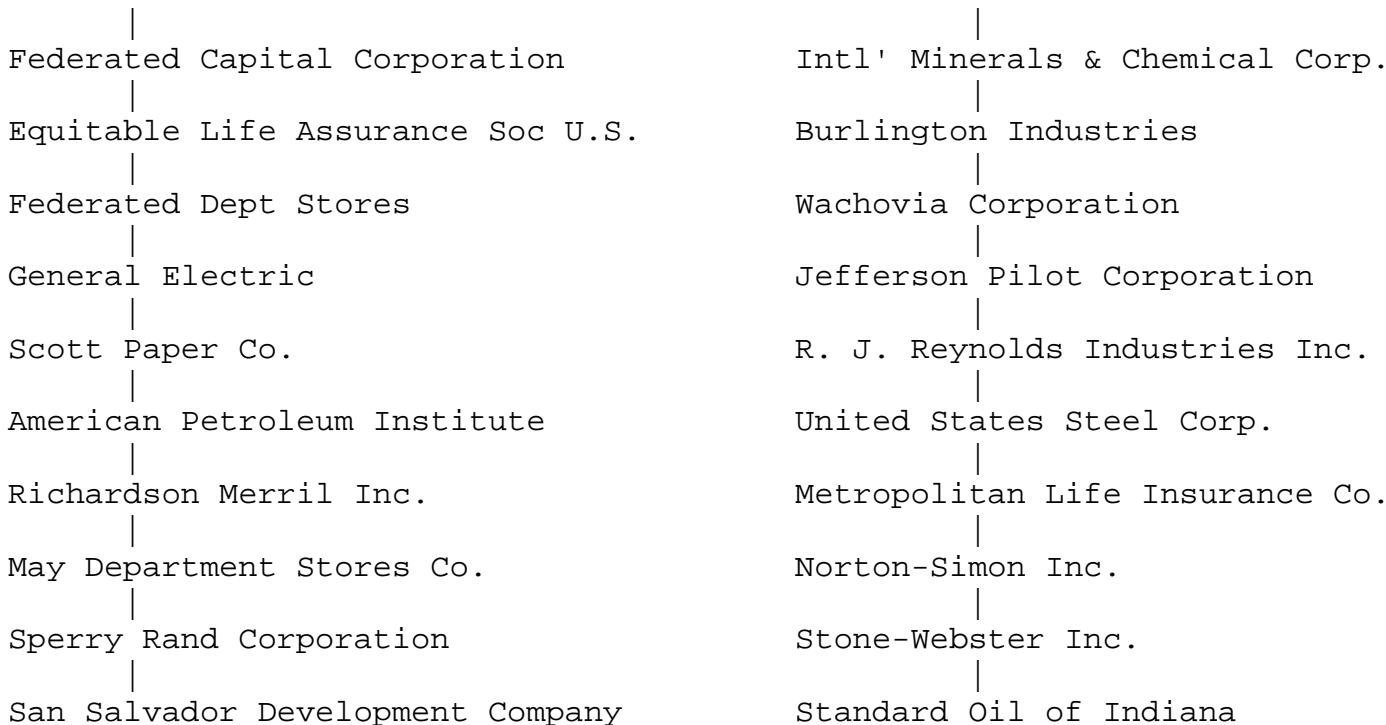 Federated Capital Corporation Intl' Minerals & Chemical Corp.
Equitable Life Assurance Soc U.S. Burlington Industries
Federated Dept Stores Wachovia Corporation
General Electric Jefferson Pilot Corporation
Scott Paper Co. R. J. Reynolds Industries Inc.
American Petroleum Institute United States Steel Corp.
Richardson Merril Inc. Metropolitan Life Insurance Co.
May Department Stores Co. Norton-Simon Inc.
Sperry Rand Corporation Stone-Webster Inc.
San Salvador Development Company Standard Oil of Indiana